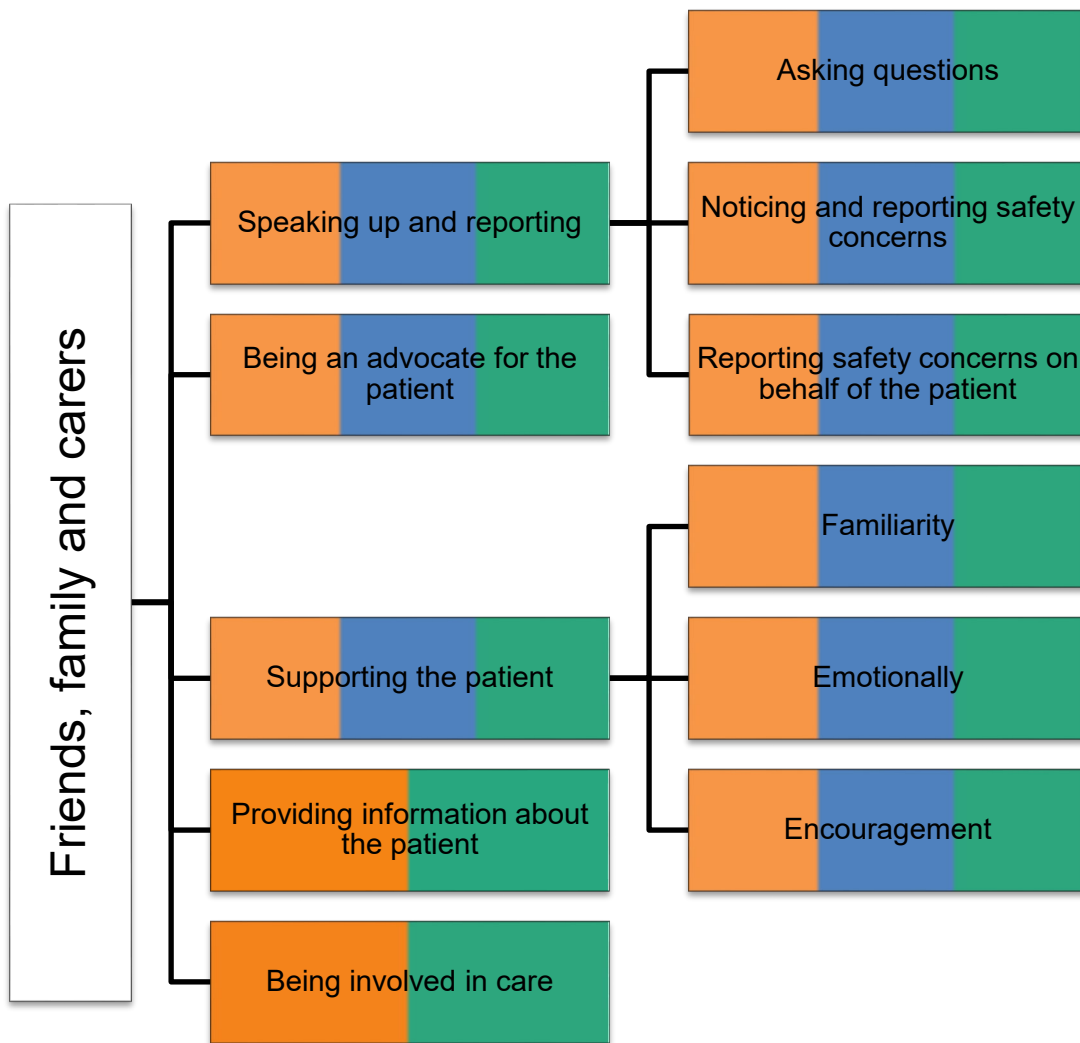 Friends, family and carers
Speaking up and reporting
Being an advocate for the
patient
Supporting the patient
Providing information about
the patient
Being involved in care
Asking questions
Noticing and reporting safety
concerns
Reporting safety concerns on
behalf of the patient
Familiarity
Emotionally
Encouragement